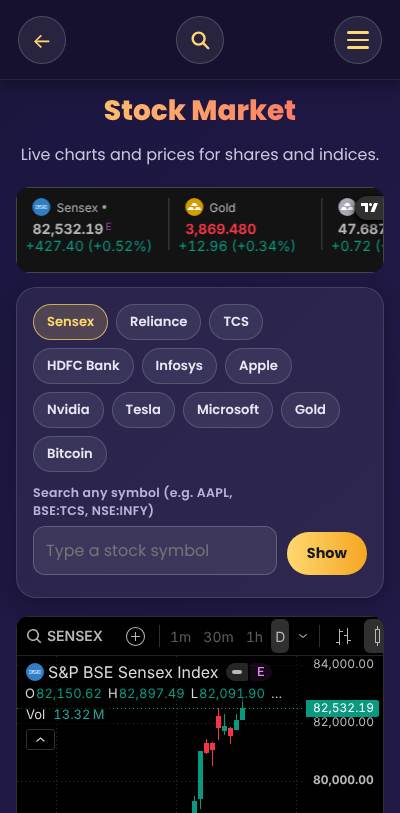 Stock Market
Live charts and prices for shares and indices.
Sensex
82,532.19 E
+427.40 (+0.52%)
Gold
3,869.480
+12.96 (+0.34%)
47.687
+0.72
Sensex
Reliance
TCS
HDFC Bank
Infosys
Apple
Nvidia
Tesla
Microsoft
Gold
Bitcoin
Search any symbol (e.g. AAPL,
BSE:TCS, NSE:INFY)
Type a stock symbol
Show
SENSEX
1m 30m 1h D
S&P BSE Sensex Index E
O82,150.62 H82,897.49 L82,091.90 ...
Vol 13.32 M
84,000.00
82,532.19
82,000.00
80,000.00